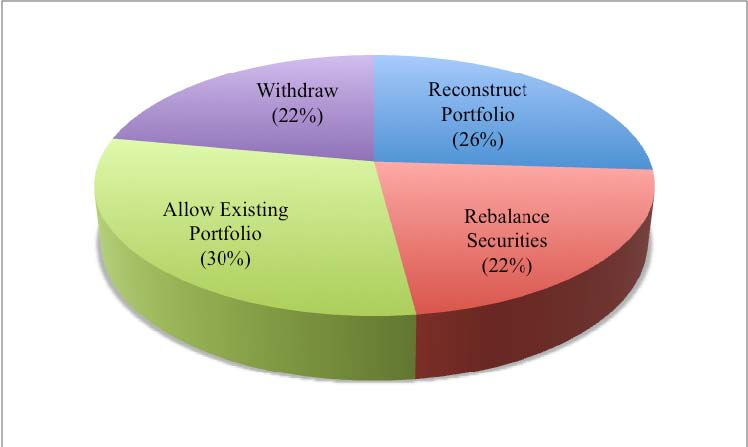 Withdraw
(22%)
Reconstruct
Portfolio
(26%)
Allow Existing
Portfolio
(30%)
Rebalance
Securities
(22%)